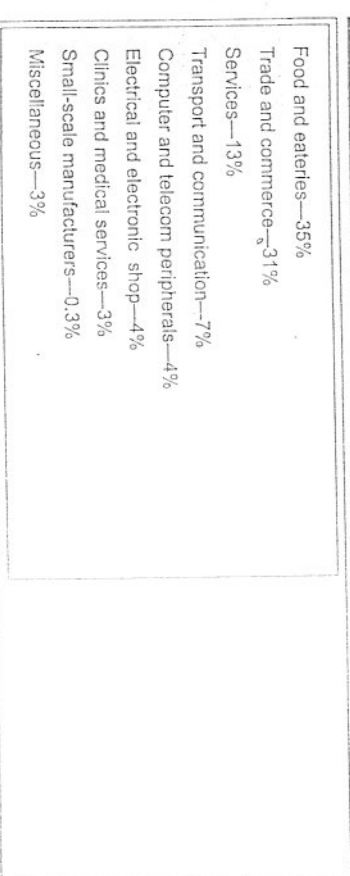 Food and eateries—35%
Trade and commerce—31%
Services—13%
Transport and communication—7%
Computer and telecom peripherals—4%
Electrical and electronic shop—4%
Clinics and medical services—3%
Small-scale manufacturers—0.3%
Miscellaneous—3%